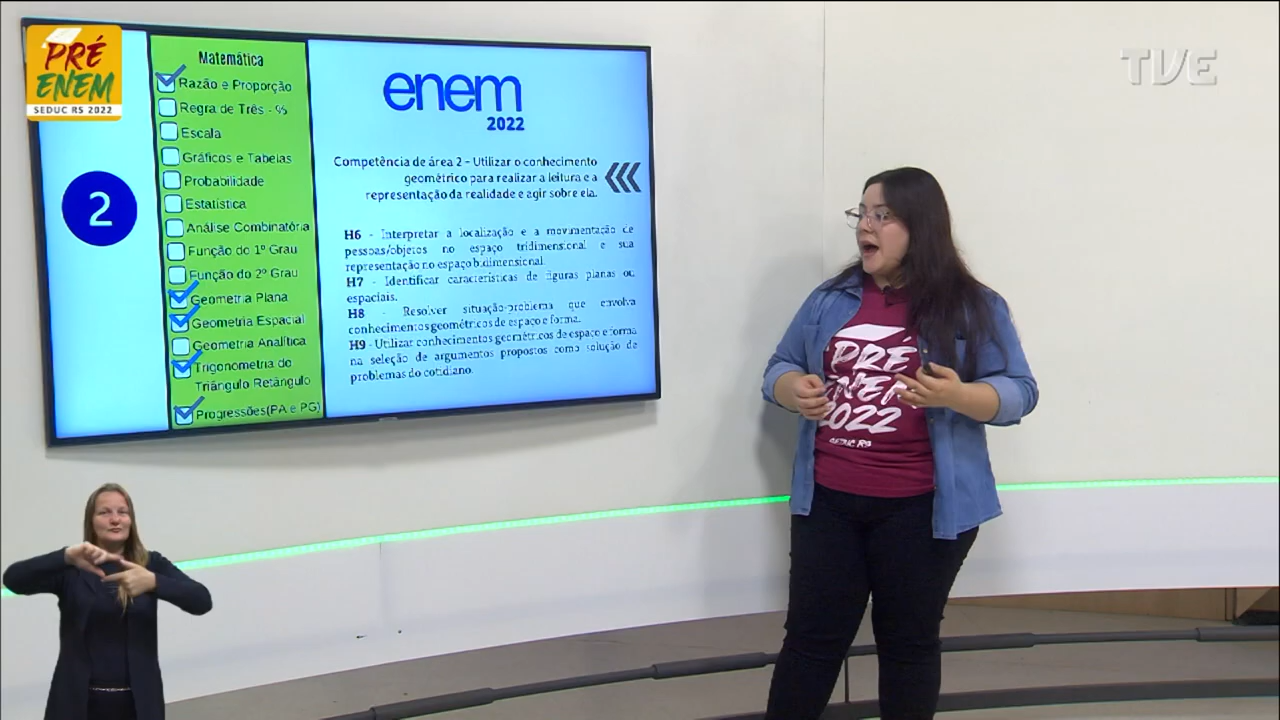 PRÉ
ENEM
SEDUC RS 2022
TVE
2
Matemática
Razão e Proporção
Regra de Três - %
Escala
Gráficos e Tabelas
Probabilidade
Estatística
Análise Combinatória
Função do 1º Grau
Função do 2º Grau
Geometria Plana
Geometria Espacial
Geometria Analítica
Trigonometria do
Triângulo Retângulo
Progressões(PA e PG)
enem
2022
Competência de área 2 - Utilizar o conhecimento
geométrico para realizar a leitura e a
representação da realidade e agir sobre ela.
H6 - Interpretar a localização e a movimentação de
pessoas/objetos no espaço tridimensional e sua
representação no espaço bidimensional.
H7 - Identificar características de figuras planas ou
espaciais.
H8 - Resolver situação-problema que envolva
conhecimentos geométricos de espaço e forma.
H9 - Utilizar conhecimentos geométricos de espaço e forma
na seleção de argumentos propostos como solução de
problemas do cotidiano.
PRÉ
ENEM
2022
SEDUC RS